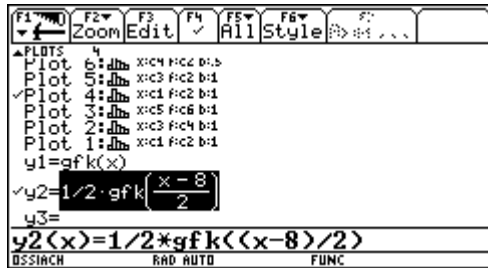 F1 F2 Zoom F3 Edit F4 ✓ F5 All F6 Style
PLOTS 4
Plot 6: x:c4 f:c2 b:.5
Plot 5: x:c3 f:c2 b:1
✓Plot 4: x:c1 f:c2 b:1
Plot 3: x:c5 f:c6 b:1
Plot 2: x:c3 f:c4 b:1
Plot 1: x:c1 f:c2 b:1
y1=gfk(x)
✓y2=1/2·gfk((x-8)/2)
y3=
y2(x)=1/2*gfk((x-8)/2)
OSSIACH RAD AUTO FUNC